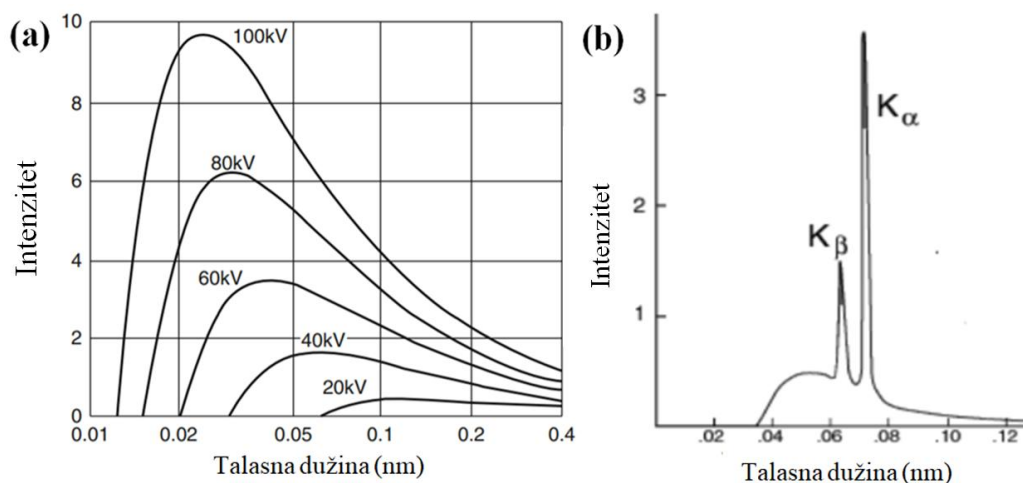 (a)
Intenzitet
10
8
6
4
2
0
100kV
80kV
60kV
40kV
20kV
0.01 0.02 0.05 0.1 0.2 0.4
Talasna dužina (nm)
(b)
Intenzitet
3
2
1
Kα
Kβ
.02 .04 .06 .08 .10 .12
Talasna dužina (nm)